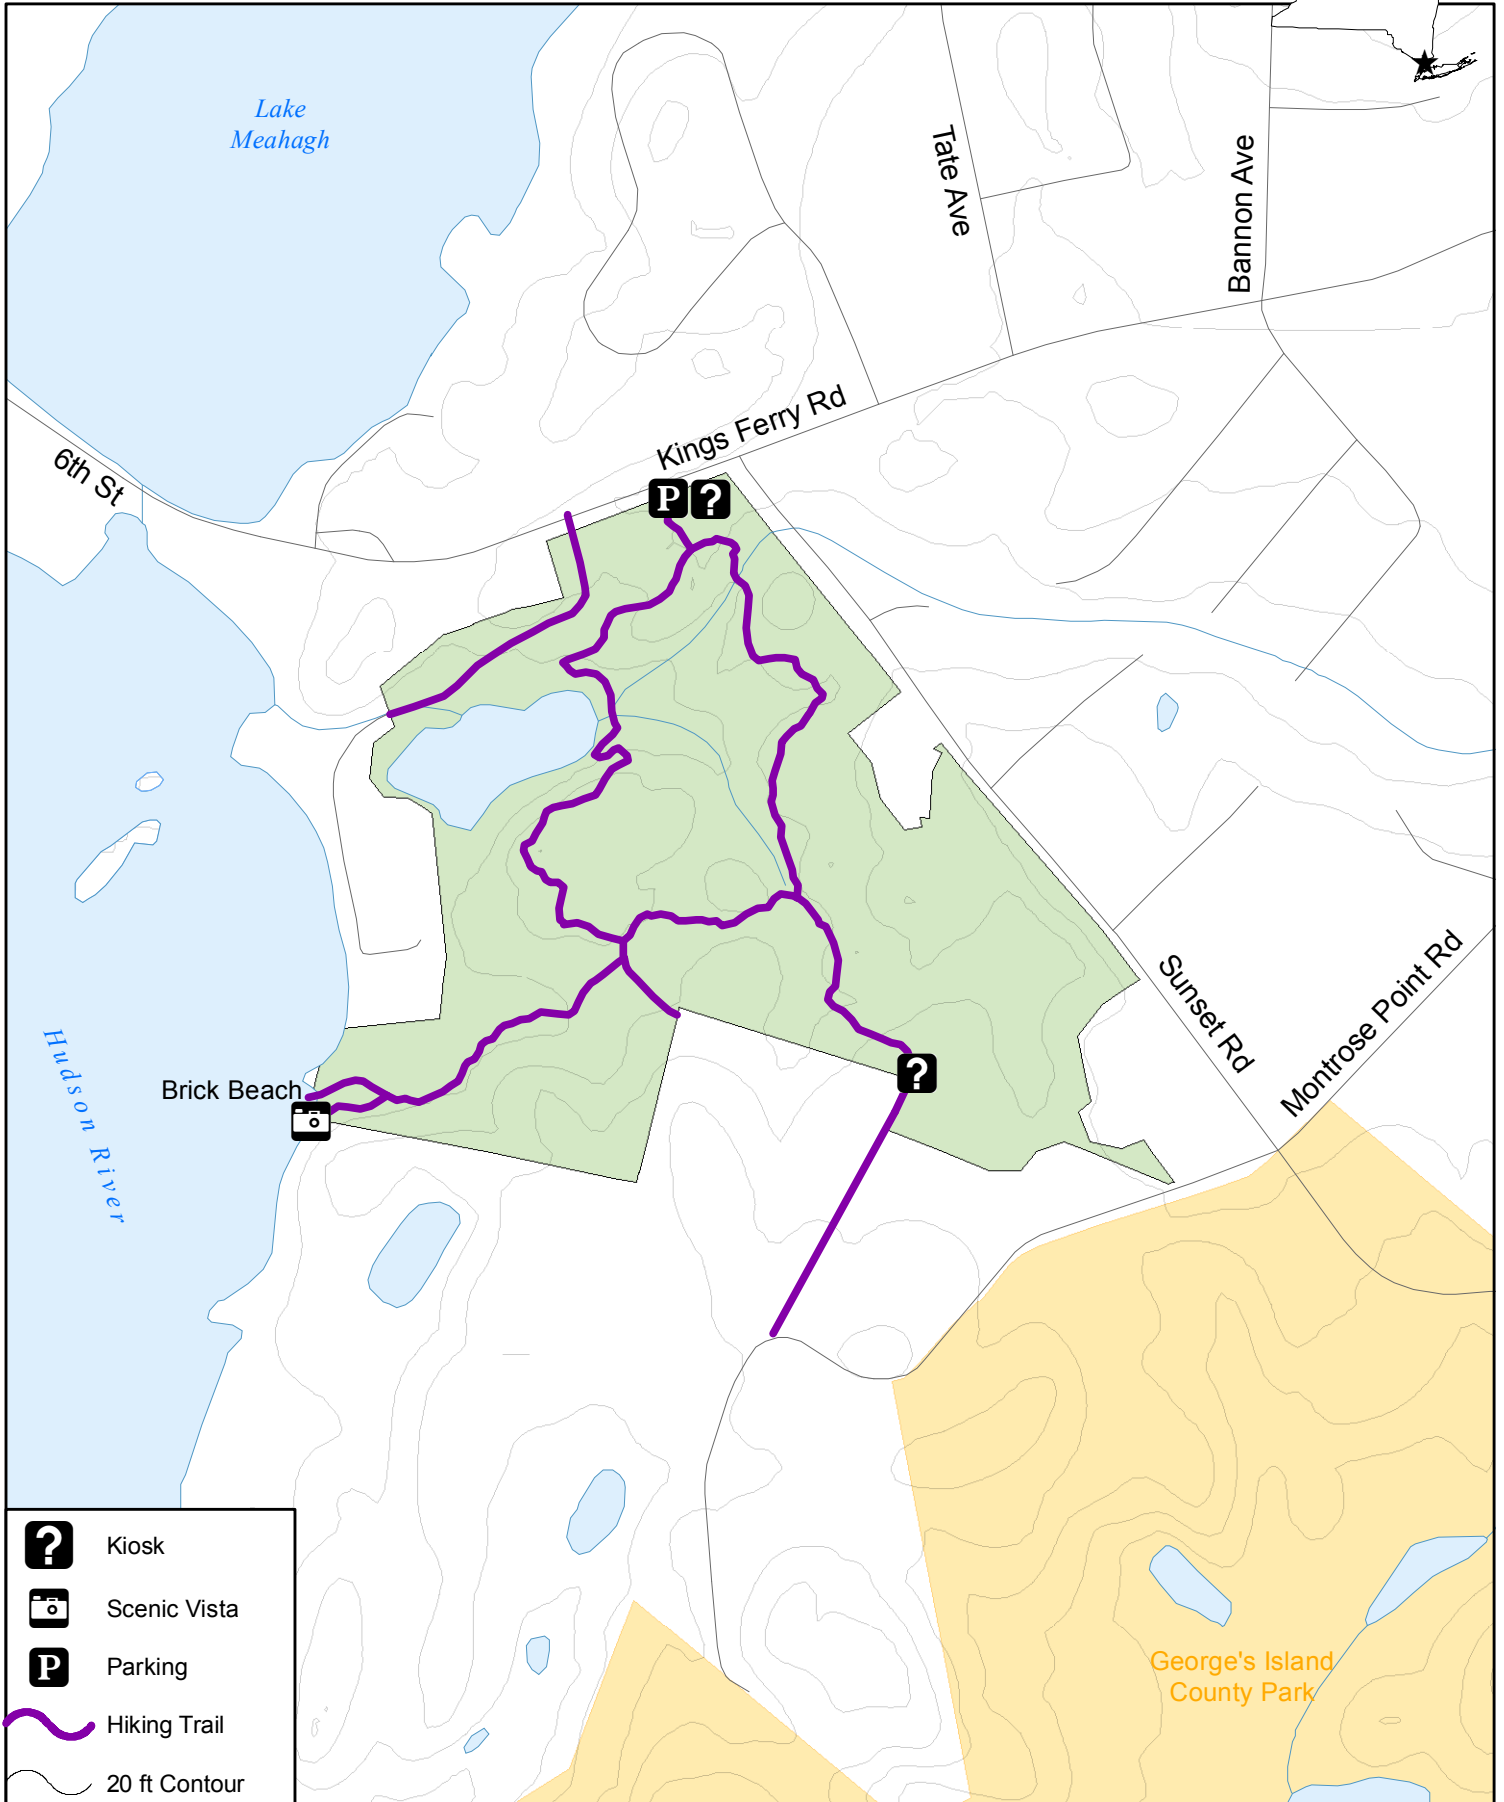 Lake
Meahagh
Tate Ave
Bannon Ave
Kings Ferry Rd
6th St
P ?
Sunset Rd
Montrose Point Rd
Hudson River
?
Brick Beach
? Kiosk
Scenic Vista
P Parking
Hiking Trail
20 ft Contour
George's Island
County Park